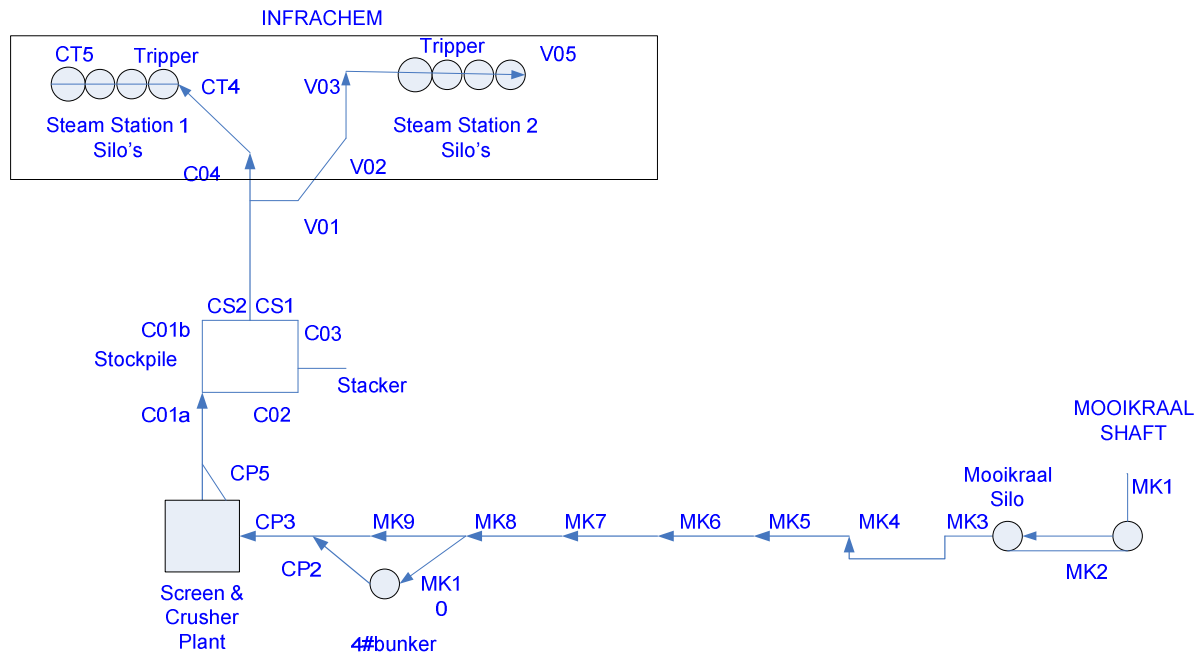 INFRACHEM
CT5
Tripper
CT4
Tripper
V05
V03
Steam Station 1
Silo's
Steam Station 2
Silo's
V02
C04
V01
CS2
CS1
C01b
C03
Stockpile
Stacker
C01a
C02
MOOIKRAAL
SHAFT
CP5
Mooikraal
Silo
MK1
CP3
MK9
MK8
MK7
MK6
MK5
MK4
MK3
CP2
MK1
0
MK2
Screen &
Crusher
Plant
4#bunker